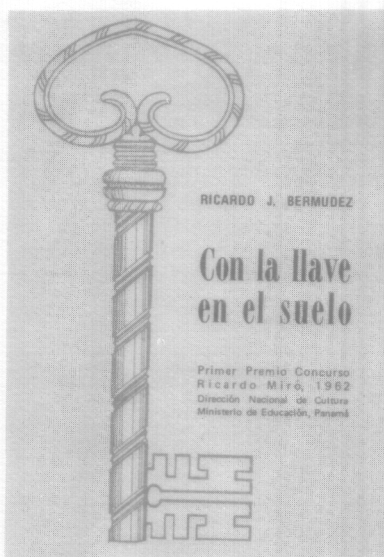 RICARDO J. BERMUDEZ
Con la llave
en el suelo
Primer Premio Concurso
Ricardo Miró, 1962
Dirección Nacional de Cultura
Ministerio de Educación, Panamá